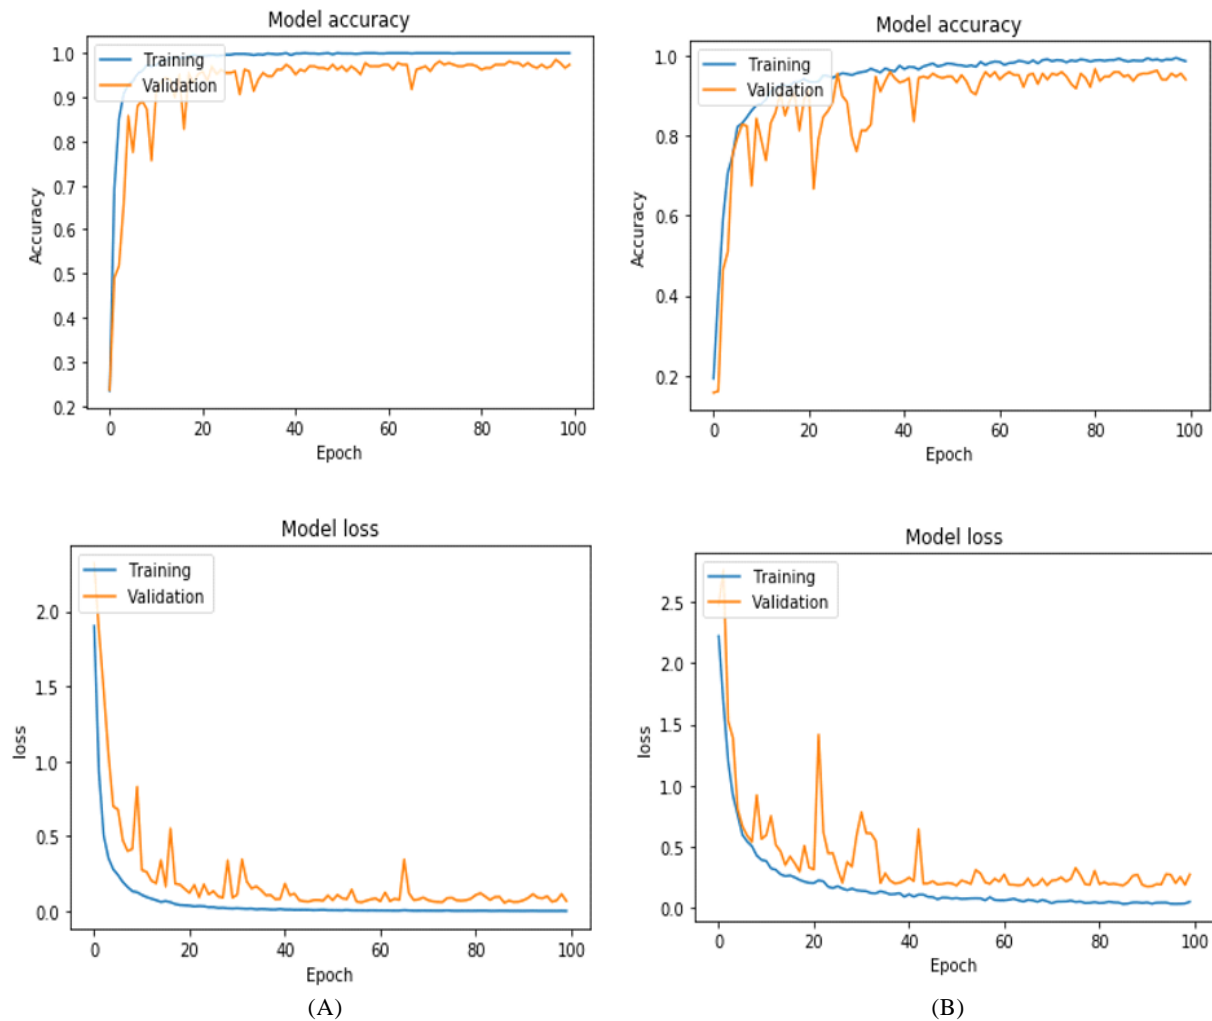 Model accuracy
Training
Validation
1.0
0.9
0.8
0.7
0.6
0.5
0.4
0.3
0.2
Accuracy
0 20 40 60 80 100
Epoch
Model accuracy
Training
Validation
1.0
0.8
0.6
0.4
0.2
Accuracy
0 20 40 60 80 100
Epoch
Model loss
Training
Validation
2.0
1.5
1.0
0.5
0.0
loss
0 20 40 60 80 100
Epoch
(A)
Model loss
Training
Validation
2.5
2.0
1.5
1.0
0.5
0.0
loss
0 20 40 60 80 100
Epoch
(B)